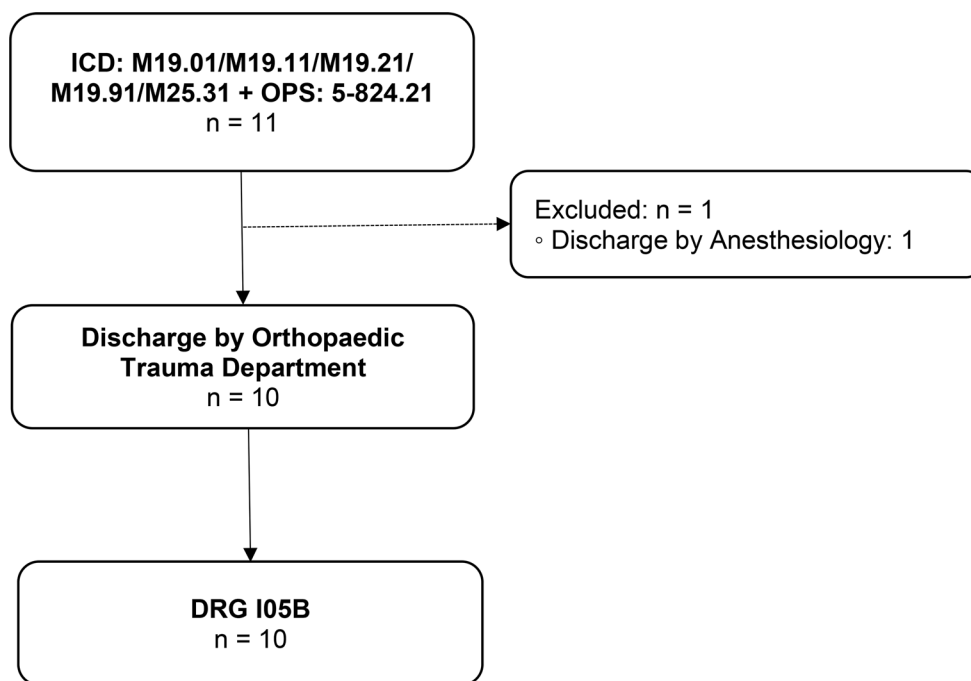 ICD: M19.01/M19.11/M19.21/
M19.91/M25.31 + OPS: 5-824.21
n = 11
Excluded: n = 1
◦ Discharge by Anesthesiology: 1
Discharge by Orthopaedic
Trauma Department
n = 10
DRG I05B
n = 10